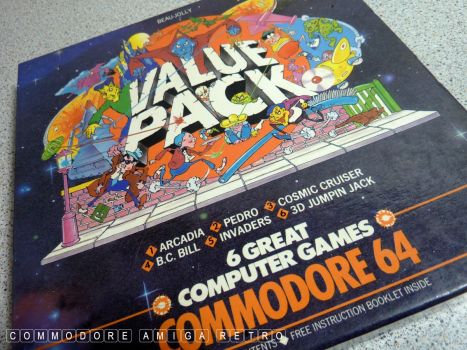 BEAU JOLLY
VALUE
PACK
1 ARCADIA 2 PEDRO 3 COSMIC CRUISER
4 B.C. BILL 5 INVADERS 6 3D JUMPIN JACK
6 GREAT
COMPUTER GAMES
COMMODORE 64
FREE INSTRUCTION BOOKLET INSIDE
COMMODORE AMIGA RETRO